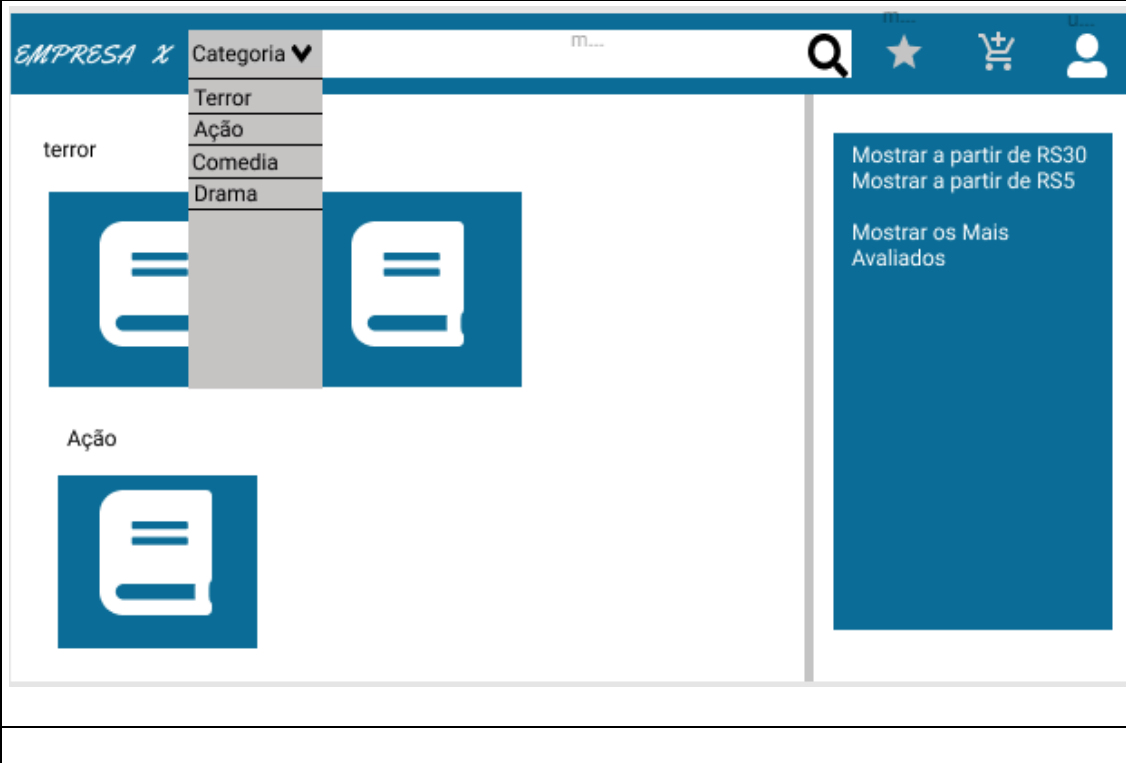 m...
u...
EMPRESA X
Categoria
m...
Terror
Ação
Comedia
Drama
terror
Ação
Mostrar a partir de RS30
Mostrar a partir de RS5
Mostrar os Mais
Avaliados